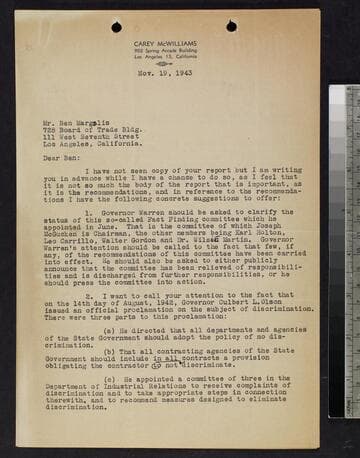 CAREY McWILLIAMS
902 Spring Arcade Building
Los Angeles 13, California
Nov. 19, 1943
Mr. Ben Margolis
728 Board of Trade Bldg.
111 West Seventh Street
Los Angeles, California.
Dear Ben:
I have not seen copy of your report but I am writing
you in advance while I have a chance to do so, as I feel that
it is not so much the body of the report that is important, as
it is the recommendations, and in reference to the recommenda-
tions I have the following concrete suggestions to offer:
1. Governor Warren should be asked to clarify the
status of this so-called Fact Finding committee which he
appointed in June. That is the committee of which Joseph
McGucken is Chairman, the other members being Karl Holton,
Leo Carrillo, Walter Gordon and Dr. Willsie Martin. Governor
Warren's attention should be called to the fact that few, if
any, of the recommendations of this committee have been carried
into effect. He should also be asked to either publicly
announce that the committee has been relieved of responsibili-
ties and is discharged from further responsibilities, or he
should press the committee into action.
2. I want to call your attention to the fact that
on the 14th day of August, 1942, Governor Culbert L. Olson
issued an official proclamation on the subject of discrimination.
There were three parts to this proclamation:
(a) He directed that all departments and agencies
of the State Government should adopt the policy of no dis-
crimination.
(b) That all contracting agencies of the State
Government should include in all contracts a provision
obligating the contractor to not discriminate.
(c) He appointed a committee of three in the
Department of Industrial Relations to receive complaints of
discrimination and to take appropriate steps in connection
therewith, and to recommend measures designed to eliminate
discrimination.